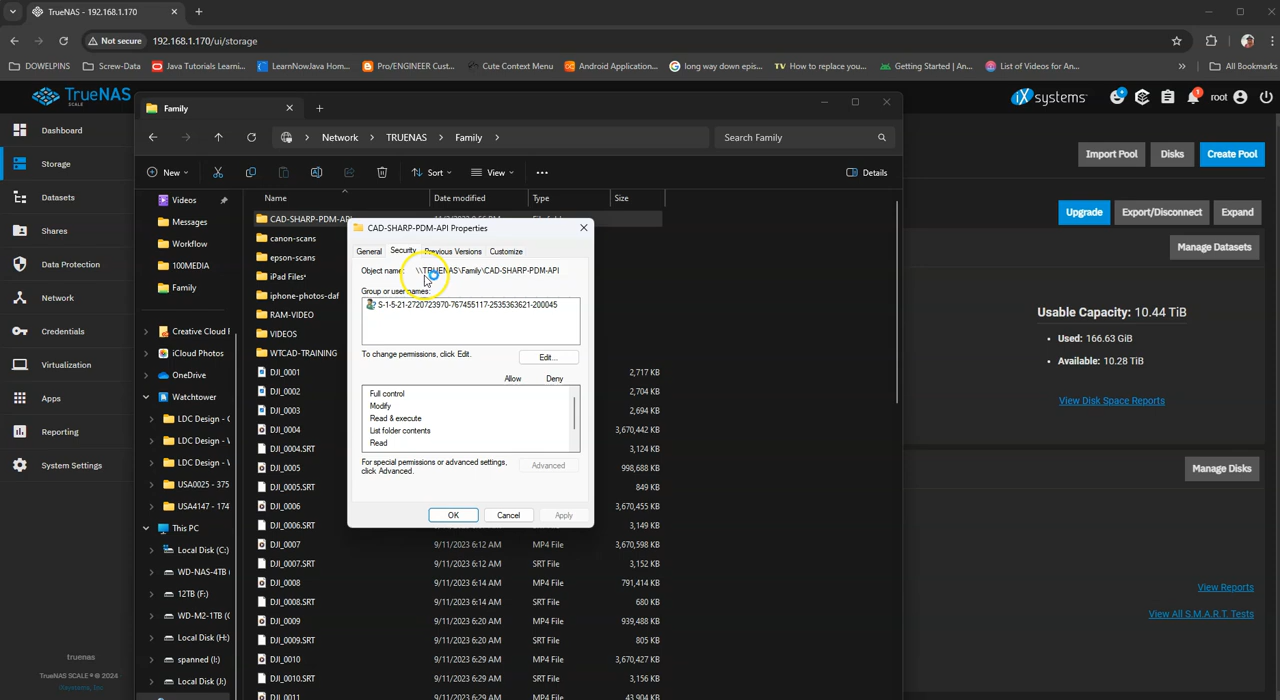 TrueNAS - 192.168.1.170
Not secure
192.168.1.170/ui/storage
DOWELPINS
Screw-Data
Java Tutorials Learni...
LearnNowJava Hom...
Pro/ENGINEER Cust...
Cute Context Menu
Android Application...
long way down epis...
TV
How to replace you...
Getting Started | An...
List of Videos for An...
All Bookmarks
TrueNAS
SCALE
iXsystems
root
Dashboard
Storage
Datasets
Shares
Data Protection
Network
Credentials
Virtualization
Apps
Reporting
System Settings
truenas
TrueNAS SCALE ® © 2024
Import Pool
Disks
Create Pool
Upgrade
Export/Disconnect
Expand
Manage Datasets
Usable Capacity: 10.44 TiB
Used: 166.63 GiB
Available: 10.28 TiB
View Disk Space Reports
Manage Disks
View Reports
View All S.M.A.R.T. Tests
Family
Network
TRUENAS
Family
Search Family
New
Sort
View
Details
Name
Date modified
Type
Size
Videos
Messages
Workflow
100MEDIA
Family
Creative Cloud F
iCloud Photos
OneDrive
Watchtower
LDC Design - C
LDC Design - V
LDC Design - V
USA0025 - 375
USA4147 - 174
This PC
Local Disk (C:)
WD-NAS-4TB (
12TB (F:)
WD-M2-1TB (C
Local Disk (H:)
spanned (I:)
Local Disk (J:)
CAD-SHARP-PDM-API
canon-scans
epson-scans
iPad Files
iphone-photos-daf
RAM-VIDEO
VIDEOS
WTCAD-TRAINING
DJI_0001
2,717 KB
DJI_0002
2,704 KB
DJI_0003
2,694 KB
DJI_0004
3,670,442 KB
DJI_0004.SRT
3,124 KB
DJI_0005
998,688 KB
DJI_0005.SRT
849 KB
DJI_0006
3,670,455 KB
DJI_0006.SRT
3,149 KB
DJI_0007
9/11/2023 6:12 AM
MP4 File
3,670,598 KB
DJI_0007.SRT
9/11/2023 6:12 AM
SRT File
3,152 KB
DJI_0008
9/11/2023 6:14 AM
MP4 File
791,414 KB
DJI_0008.SRT
9/11/2023 6:14 AM
SRT File
680 KB
DJI_0009
9/11/2023 6:20 AM
MP4 File
939,488 KB
DJI_0009.SRT
9/11/2023 6:20 AM
SRT File
805 KB
DJI_0010
9/11/2023 6:29 AM
MP4 File
3,670,427 KB
DJI_0010.SRT
9/11/2023 6:29 AM
SRT File
3,156 KB
DJI_0011
9/11/2023 6:36 AM
MP4 File
43,904 KB
CAD-SHARP-PDM-API Properties
General
Security
Previous Versions
Customize
Object name:
\\TRUENAS\Family\CAD-SHARP-PDM-API
Group or user names:
S-1-5-21-2720723970-767455117-2535363621-200045
To change permissions, click Edit.
Edit...
Allow
Deny
Full control
Modify
Read & execute
List folder contents
Read
For special permissions or advanced settings,
click Advanced.
Advanced
OK
Cancel
Apply